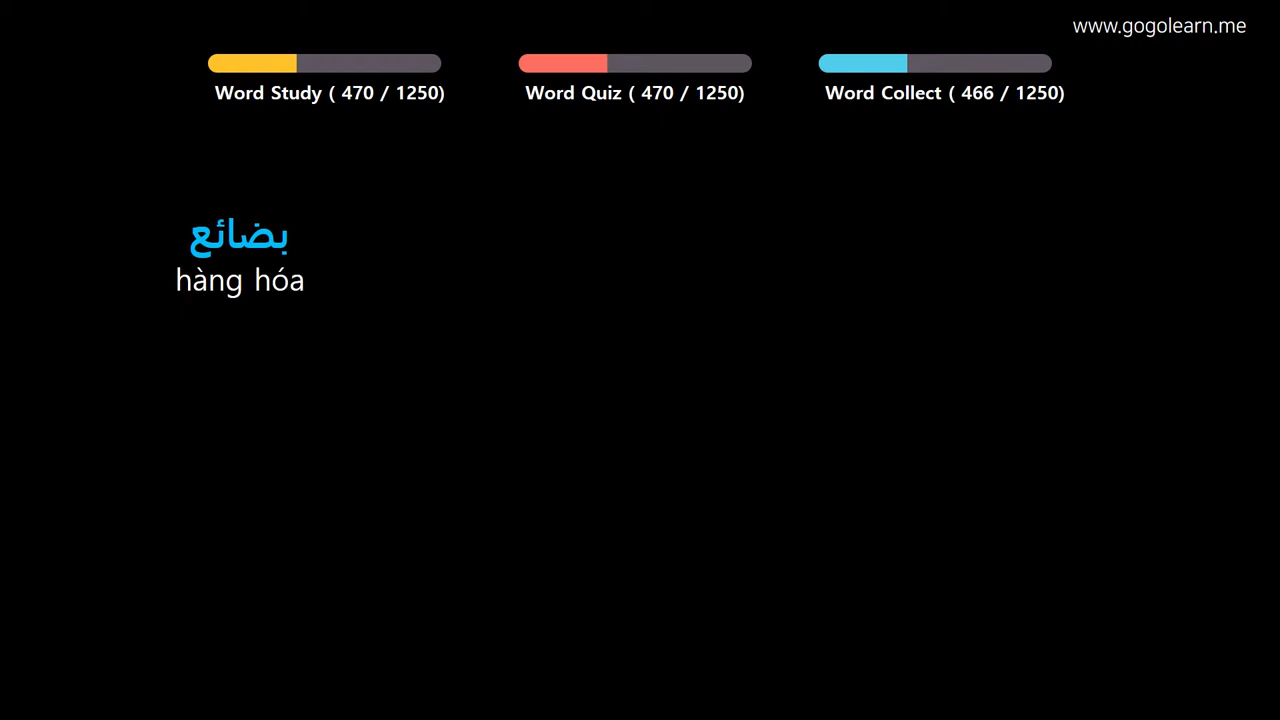 www.gogolearn.me
Word Study ( 470 / 1250)
Word Quiz ( 470 / 1250)
Word Collect ( 466 / 1250)
بضائع
hàng hóa